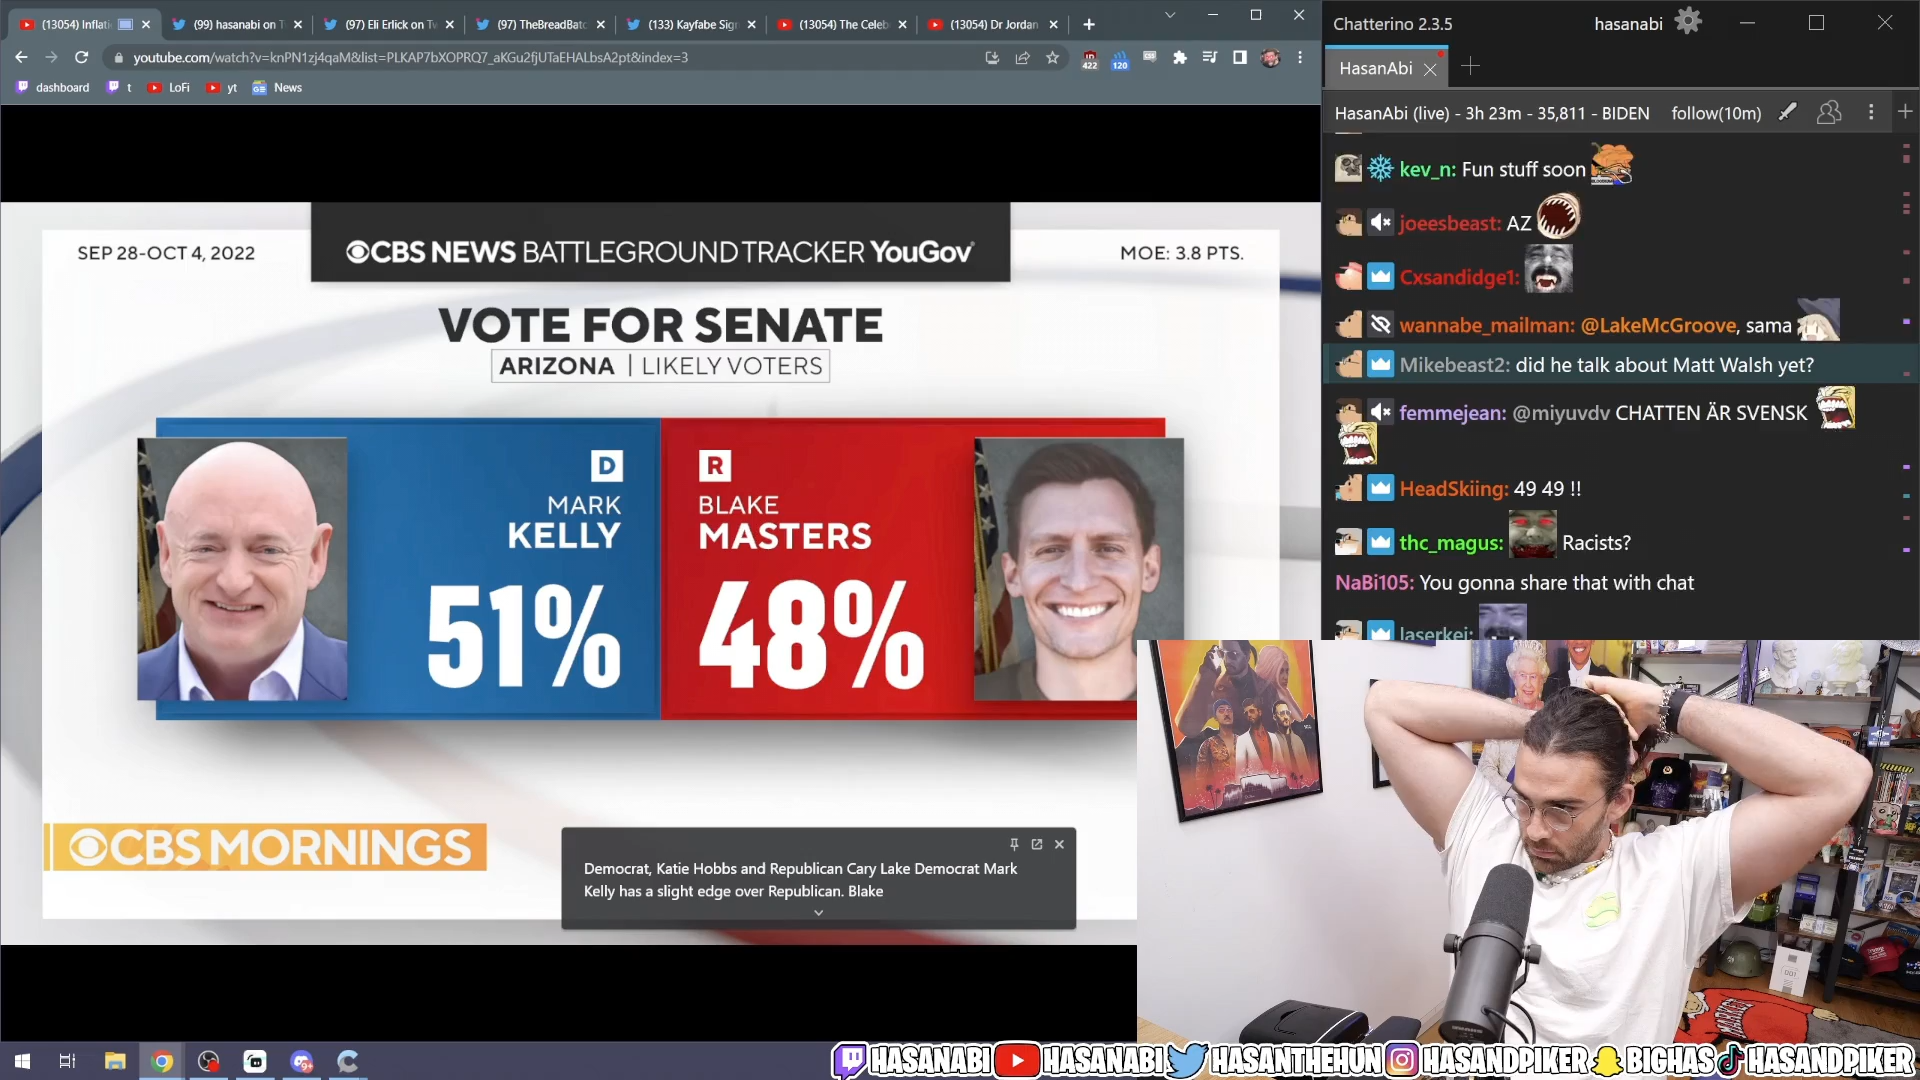 (13054) Inflati
(99) hasanabi on T
(97) Eli Erlick on Tw
(97) TheBreadBatc
(133) Kayfabe Sig
(13054) The Celeb
(13054) Dr Jordan
youtube.com/watch?v=knPN1zj4qaM&list=PLKAP7bXOPRQ7_aKGu2fjUTaEHALbsA2pt&index=3
422
120
dashboard
t
LoFi
yt
News
SEP 28-OCT 4, 2022
CBS NEWS BATTLEGROUND TRACKER YouGov
MOE: 3.8 PTS.
VOTE FOR SENATE
ARIZONA | LIKELY VOTERS
D
MARK
KELLY
51%
R
BLAKE
MASTERS
48%
CBS MORNINGS
Democrat, Katie Hobbs and Republican Cary Lake Democrat Mark
Kelly has a slight edge over Republican. Blake
Chatterino 2.3.5
hasanabi
HasanAbi
HasanAbi (live) - 3h 23m - 35,811 - BIDEN
follow(10m)
kev_n: Fun stuff soon
joeesbeast: AZ
Cxsandidge1:
wannabe_mailman: @LakeMcGroove, sama
Mikebeast2: did he talk about Matt Walsh yet?
femmejean: @miyuvdv CHATTEN ÄR SVENSK
HeadSkiing: 49 49 !!
thc_magus: Racists?
NaBi105: You gonna share that with chat
laserkei:
HASANABI
HASANABI
HASANTHEHUN
HASANDPIKER
BIGHAS
HASANDPIKER